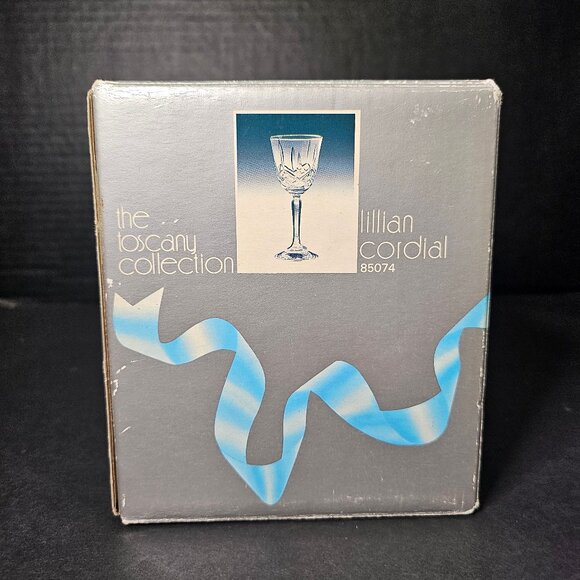 the
toscany
collection
lillian
cordial
85074